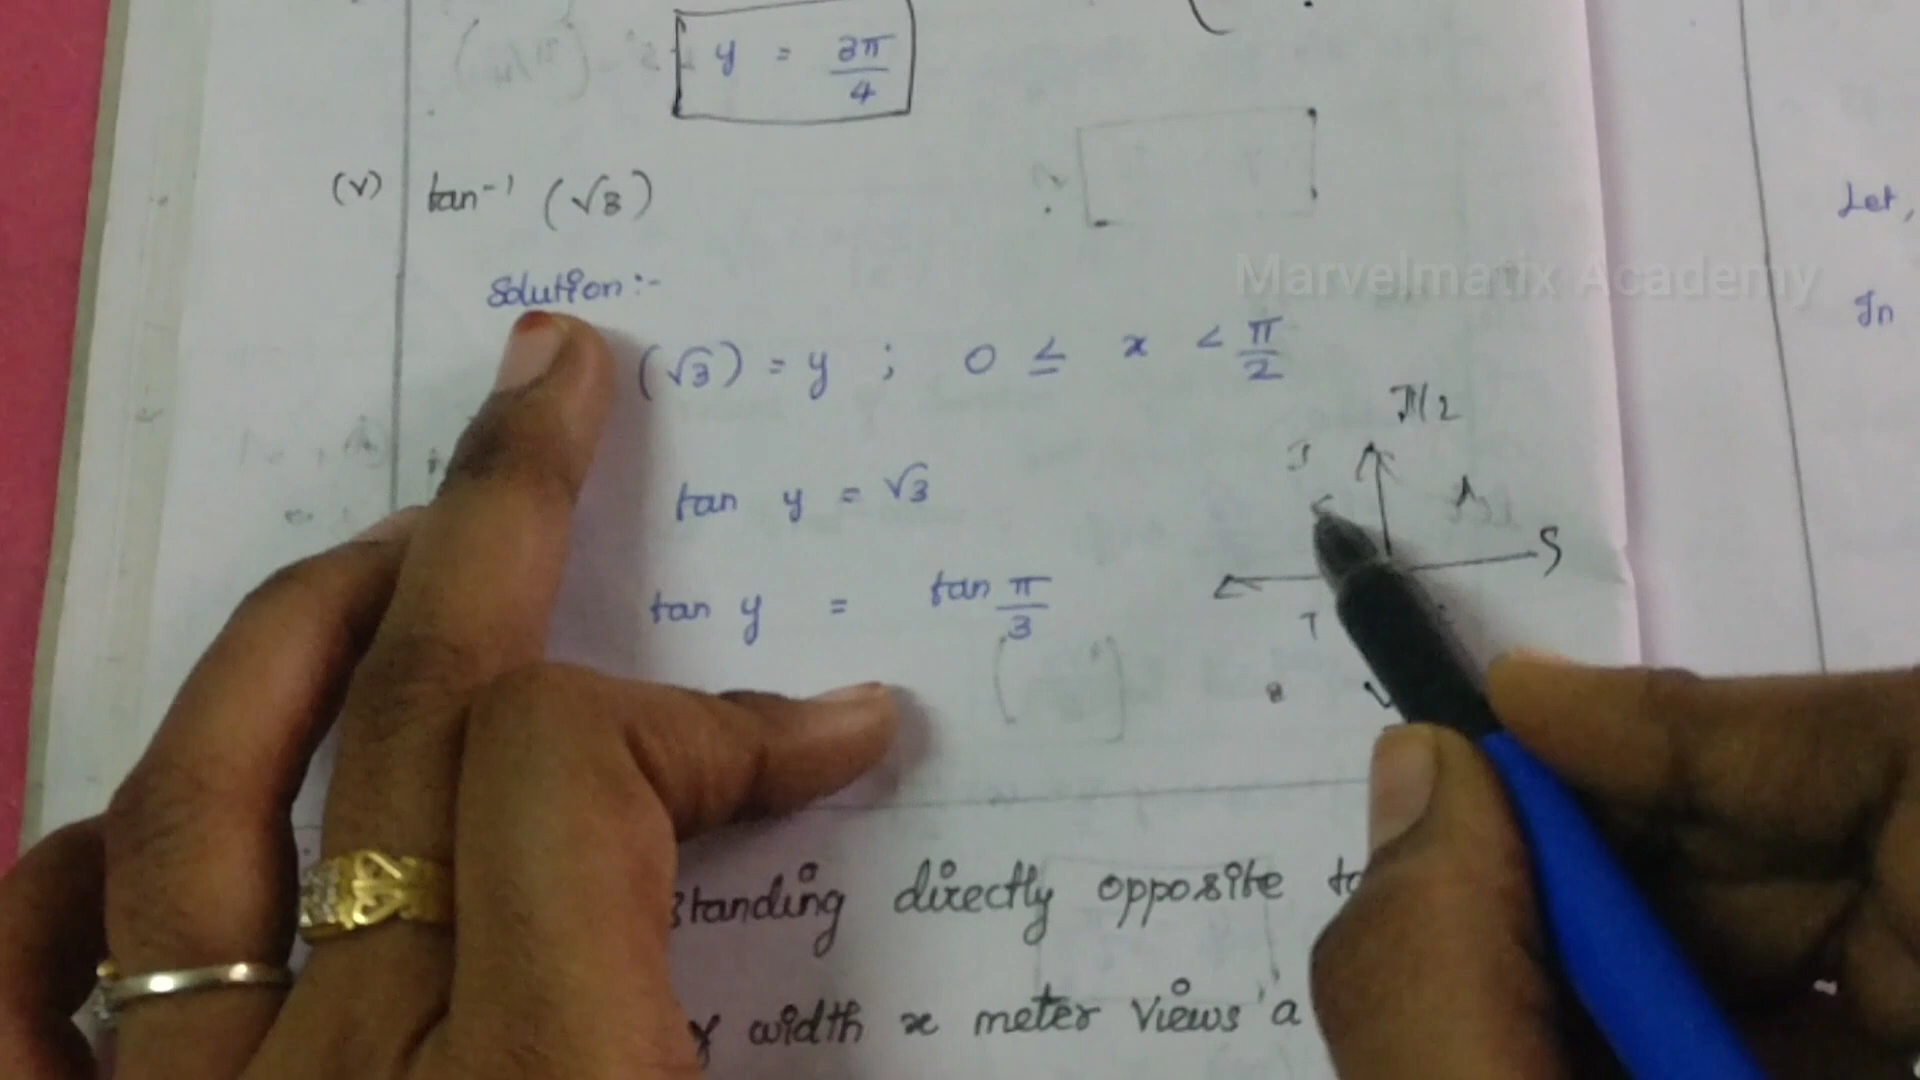 y = 3π/4
(v) tan⁻¹ (√3)
Marvelmatix Academy
Let,
Solution:-
In
(√3) = y ; 0 ≤ x < π/2
π/2
A
tan y = √3
S
tan y = tan π/3
T
standing directly opposite to
width x meter views a